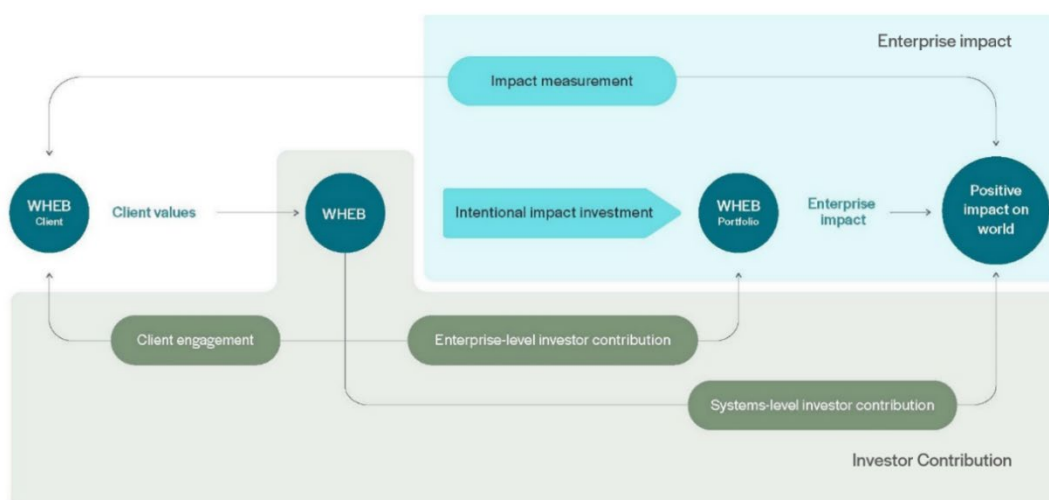 Enterprise impact
Impact measurement
WHEB
Client
Client values
WHEB
Intentional impact investment
WHEB
Portfolio
Enterprise
impact
Positive
impact on
world
Client engagement
Enterprise-level investor contribution
Systems-level investor contribution
Investor Contribution